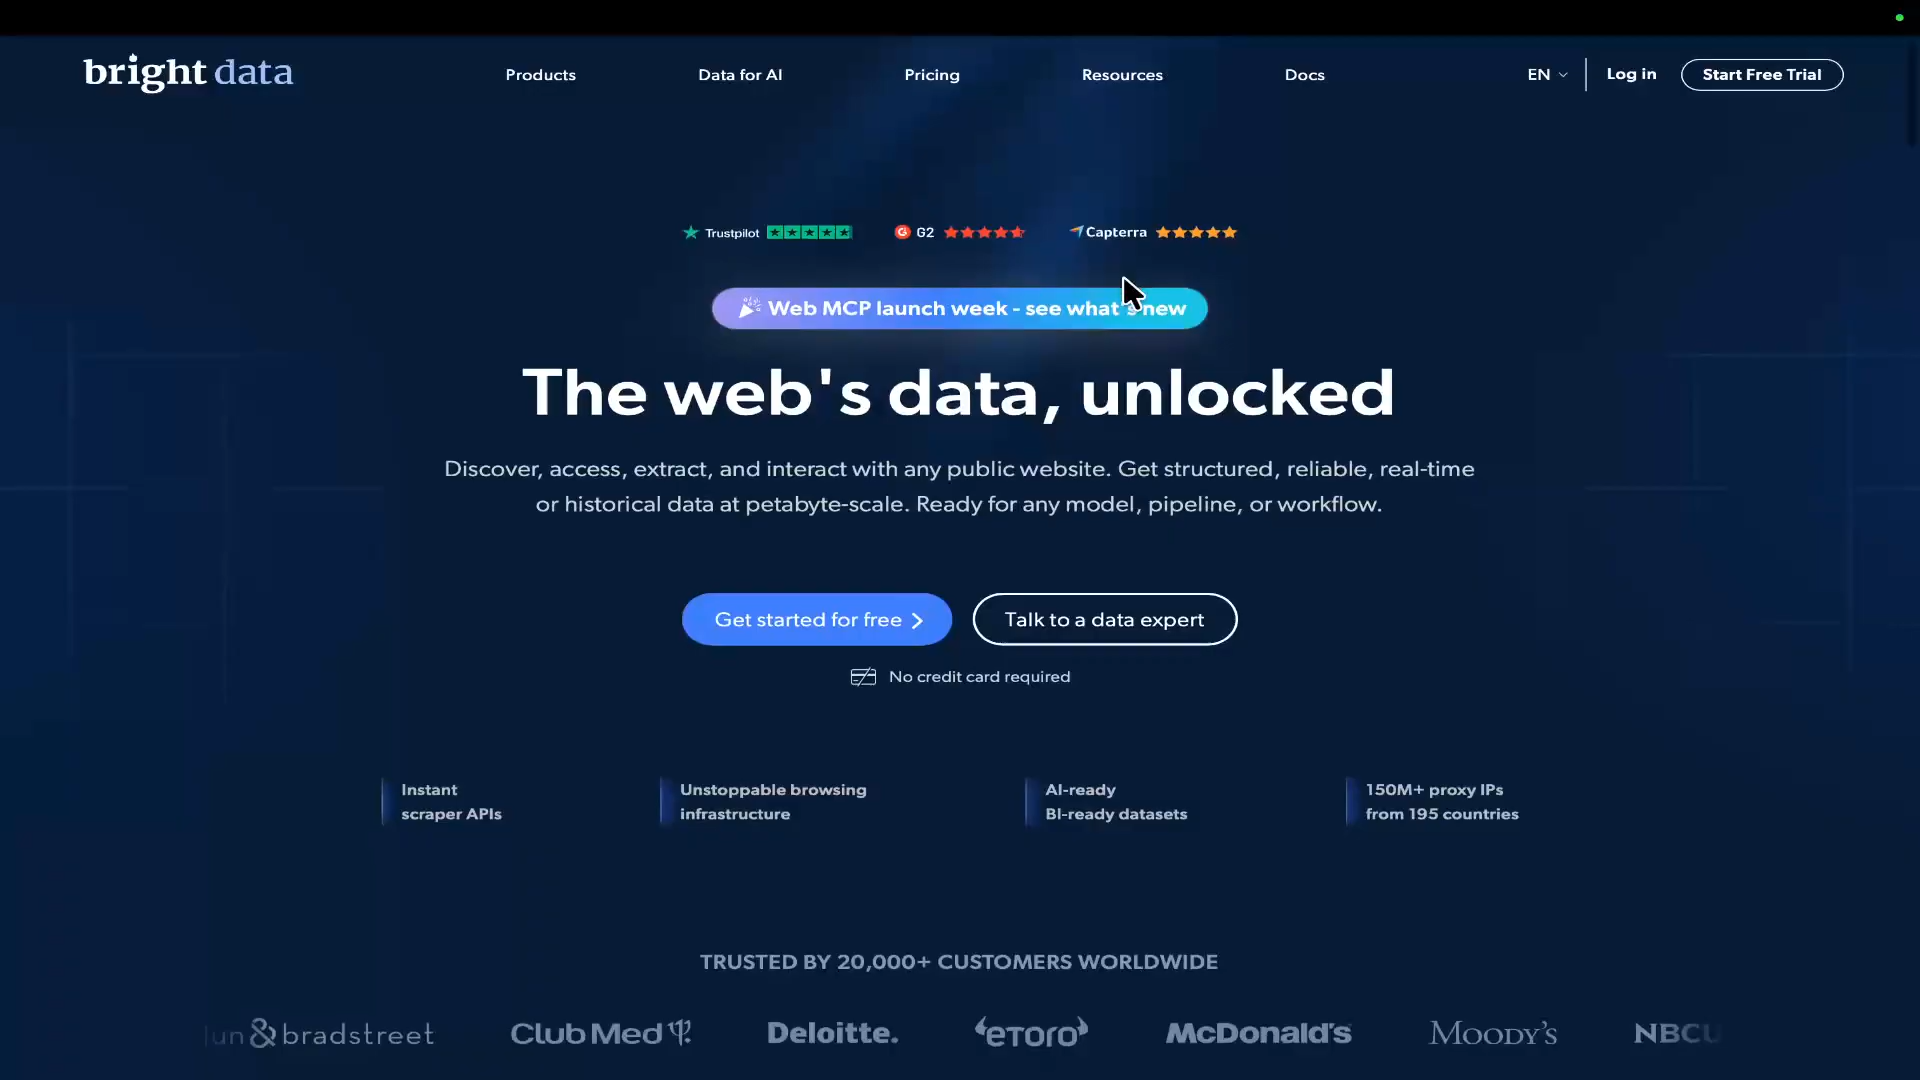 bright data
Products
Data for AI
Pricing
Resources
Docs
EN
Log in
Start Free Trial
Trustpilot
G2
Capterra
Web MCP launch week - see what's new
The web's data, unlocked
Discover, access, extract, and interact with any public website. Get structured, reliable, real-time
or historical data at petabyte-scale. Ready for any model, pipeline, or workflow.
Get started for free
Talk to a data expert
No credit card required
Instant
scraper APIs
Unstoppable browsing
infrastructure
AI-ready
BI-ready datasets
150M+ proxy IPs
from 195 countries
TRUSTED BY 20,000+ CUSTOMERS WORLDWIDE
un & bradstreet
Club Med
Deloitte.
eToro
McDonald's
Moody's
NBCU